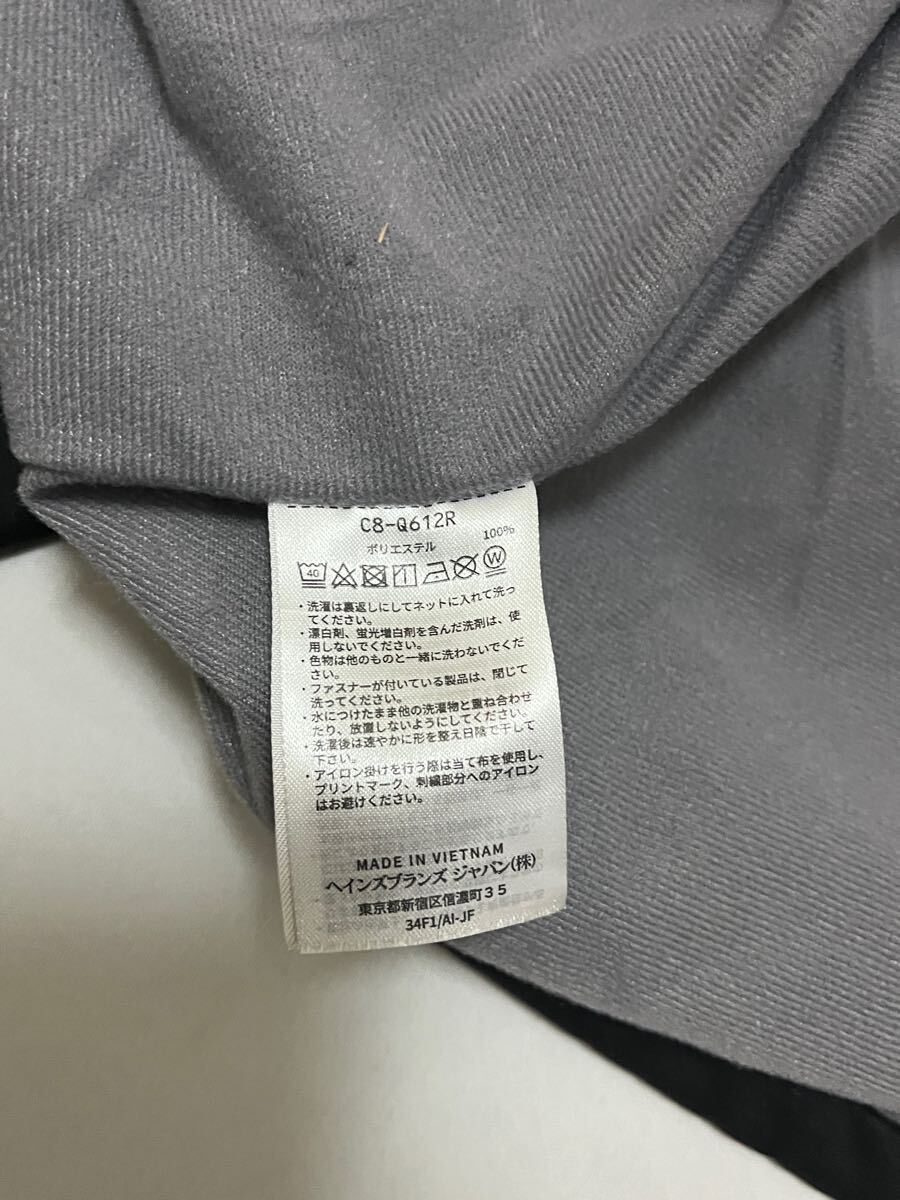 C8-Q612R
ポリエステル 100%
40 W
・洗濯は裏返しにしてネットに入れて洗っ
てください。
・漂白剤、蛍光増白剤を含んだ洗剤は、使
用しないでください。
・色物は他のものと一緒に洗わないでくだ
さい。
・ファスナーが付いている製品は、閉じて
洗ってください。
・水につけたまま他の洗濯物と重ね合わせ
たり、放置しないようにしてください。
・洗濯後は速やかに形を整え日陰で干して
下さい。
・アイロン掛けを行う際は当て布を使用し、
プリントマーク、刺繍部分へのアイロン
はお避けください。
MADE IN VIETNAM
ヘインズブランズ ジャパン(株)
東京都新宿区信濃町35
34F1/AI-JF